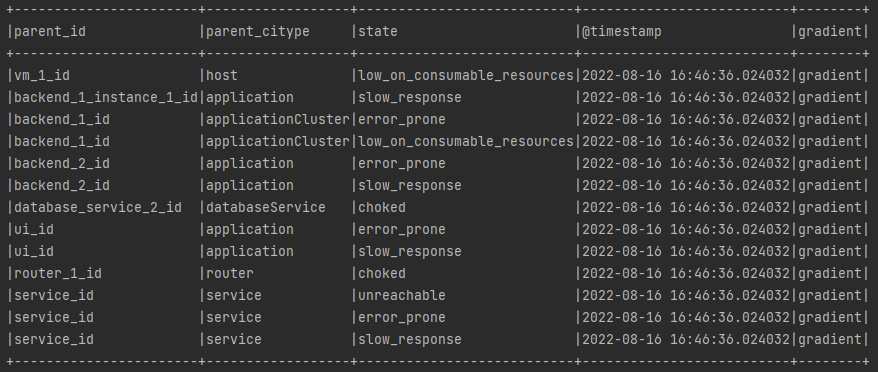 +-----------------------+------------------+---------------------------+--------------------------+--------+
|parent_id              |parent_citype     |state                      |@timestamp                |gradient|
+-----------------------+------------------+---------------------------+--------------------------+--------+
|vm_1_id                |host              |low_on_consumable_resources|2022-08-16 16:46:36.024032|gradient|
|backend_1_instance_1_id|application       |slow_response              |2022-08-16 16:46:36.024032|gradient|
|backend_1_id           |applicationCluster|error_prone                |2022-08-16 16:46:36.024032|gradient|
|backend_1_id           |applicationCluster|low_on_consumable_resources|2022-08-16 16:46:36.024032|gradient|
|backend_2_id           |application       |error_prone                |2022-08-16 16:46:36.024032|gradient|
|backend_2_id           |application       |slow_response              |2022-08-16 16:46:36.024032|gradient|
|database_service_2_id  |databaseService   |choked                     |2022-08-16 16:46:36.024032|gradient|
|ui_id                  |application       |error_prone                |2022-08-16 16:46:36.024032|gradient|
|ui_id                  |application       |slow_response              |2022-08-16 16:46:36.024032|gradient|
|router_1_id            |router            |choked                     |2022-08-16 16:46:36.024032|gradient|
|service_id             |service           |unreachable                |2022-08-16 16:46:36.024032|gradient|
|service_id             |service           |error_prone                |2022-08-16 16:46:36.024032|gradient|
|service_id             |service           |slow_response              |2022-08-16 16:46:36.024032|gradient|
+-----------------------+------------------+---------------------------+--------------------------+--------+